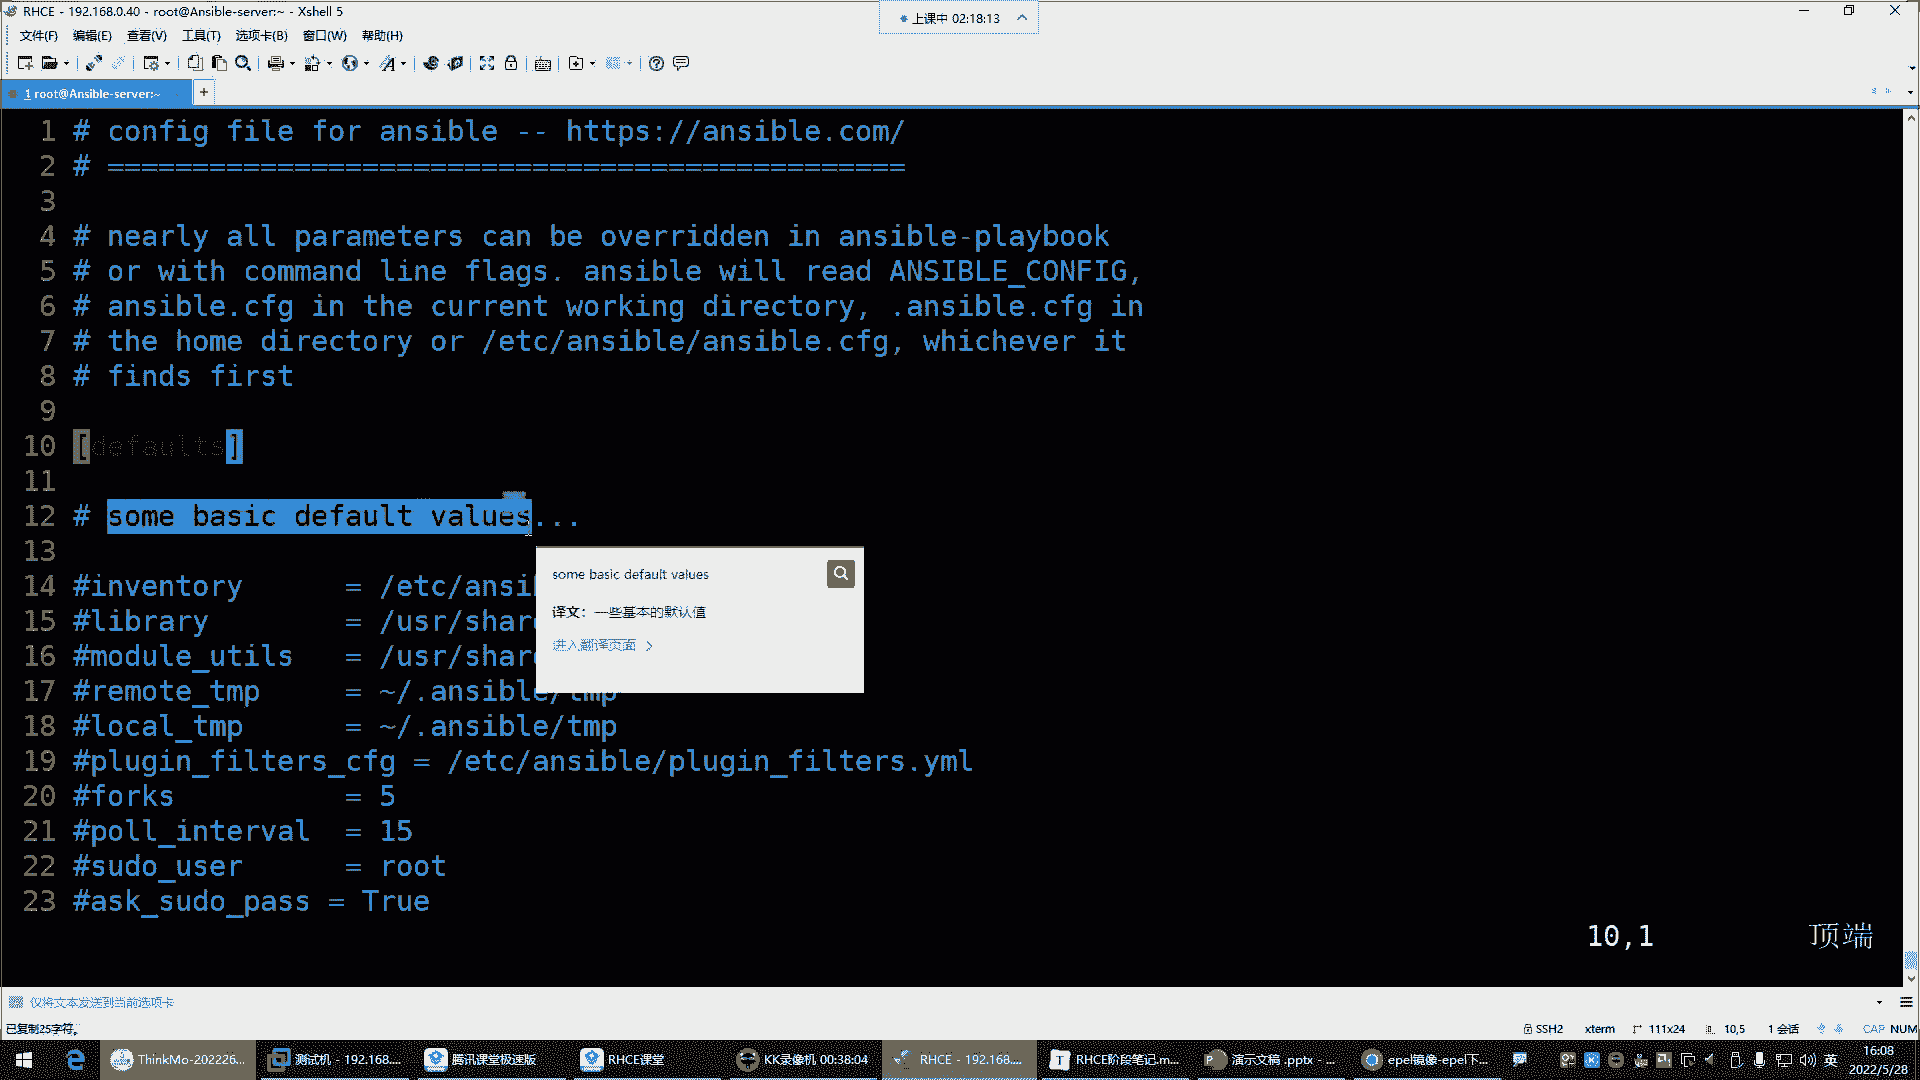 RHCE - 192.168.0.40 - root@Ansible-server:~ - Xshell 5
上课中 02:18:13
文件(F) 编辑(E) 查看(V) 工具(T) 选项卡(B) 窗口(W) 帮助(H)
1 root@Ansible-server:~
1 # config file for ansible -- https://ansible.com/
2 # ===============================================
3
4 # nearly all parameters can be overridden in ansible-playbook
5 # or with command line flags. ansible will read ANSIBLE_CONFIG,
6 # ansible.cfg in the current working directory, .ansible.cfg in
7 # the home directory or /etc/ansible/ansible.cfg, whichever it
8 # finds first
9
10 [defaults]
11
12 # some basic default values...
13
14 #inventory = /etc/ansi
15 #library = /usr/shar
16 #module_utils = /usr/shar
17 #remote_tmp = ~/.ansible/tmp
18 #local_tmp = ~/.ansible/tmp
19 #plugin_filters_cfg = /etc/ansible/plugin_filters.yml
20 #forks = 5
21 #poll_interval = 15
22 #sudo_user = root
23 #ask_sudo_pass = True
some basic default values
译文：一些基本的默认值
进入翻译页面 >
10,1 顶端
仅将文本发送到当前选项卡
已复制25字符。
SSH2 xterm 111x24 10,5 1 会话 CAP NUM
ThinkMo-202226... 测试机 - 192.168.... 腾讯课堂极速版 RHCE课堂 KK录像机 00:38:04 RHCE - 192.168.... RHCE阶段笔记.m... 演示文稿 .pptx - ... epel镜像-epel下... 英 16:08
2022/5/28